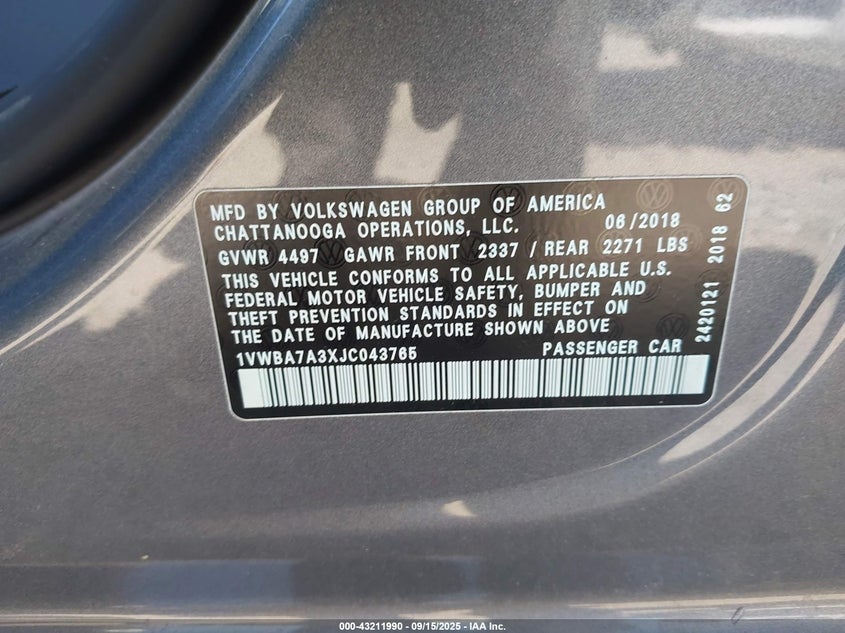 MFD BY VOLKSWAGEN GROUP OF AMERICA
CHATTANOOGA OPERATIONS, LLC. 06/2018
GVWR 4497 GAWR FRONT 2337 / REAR 2271 LBS
THIS VEHICLE CONFORMS TO ALL APPLICABLE U.S.
FEDERAL MOTOR VEHICLE SAFETY, BUMPER AND
THEFT PREVENTION STANDARDS IN EFFECT ON
THE DATE OF MANUFACTURE SHOWN ABOVE
1VWBA7A3XJC043765 PASSENGER CAR
2420121 2018 62
000-43211990 - 09/15/2025 - IAA Inc.